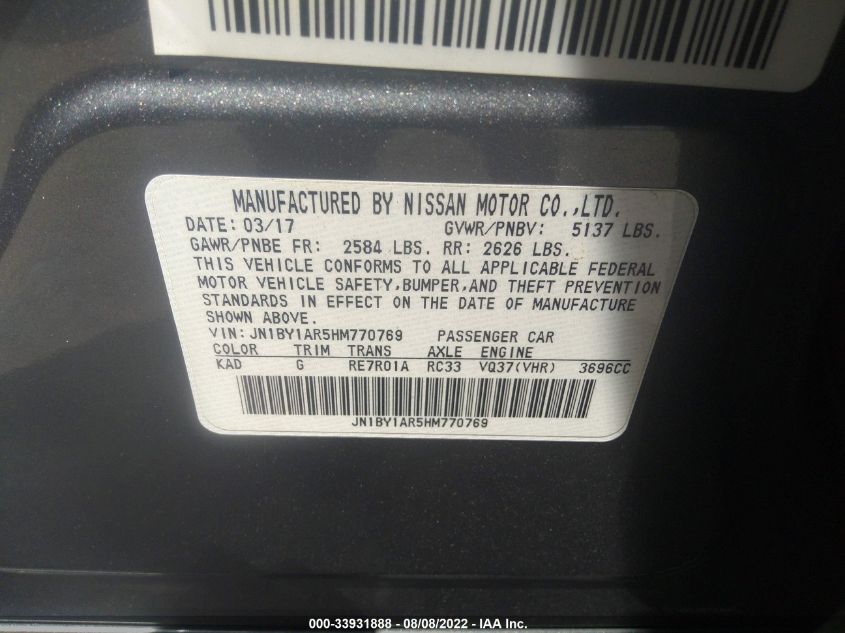 MANUFACTURED BY NISSAN MOTOR CO.,LTD.
DATE: 03/17 GVWR/PNBV: 5137 LBS.
GAWR/PNBE FR: 2584 LBS. RR: 2626 LBS.
THIS VEHICLE CONFORMS TO ALL APPLICABLE FEDERAL
MOTOR VEHICLE SAFETY,BUMPER,AND THEFT PREVENTION
STANDARDS IN EFFECT ON THE DATE OF MANUFACTURE
SHOWN ABOVE.
VIN:JN1BY1AR5HM770769 PASSENGER CAR
COLOR TRIM TRANS AXLE ENGINE
KAD G RE7R01A RC33 VQ37(VHR) 3696CC
JN1BY1AR5HM770769
000-33931888 - 08/08/2022 - IAA Inc.